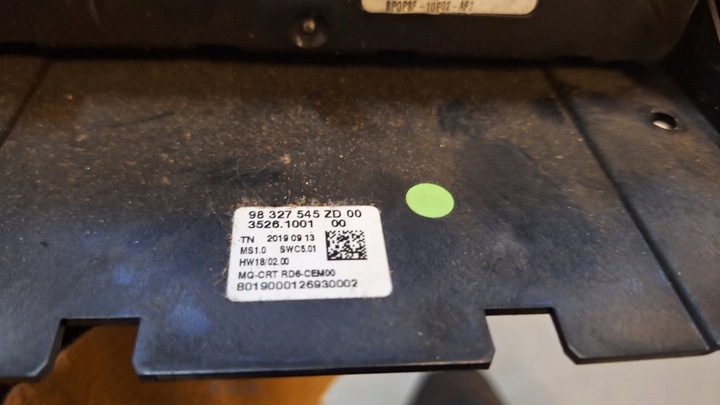 98 327 545 ZD 00
3526.1001 00
TN 2019 09 13
MS1.0 SWC5.01
HW18/02.00
MQ-CRT RD6-CEM00
8019000126930002